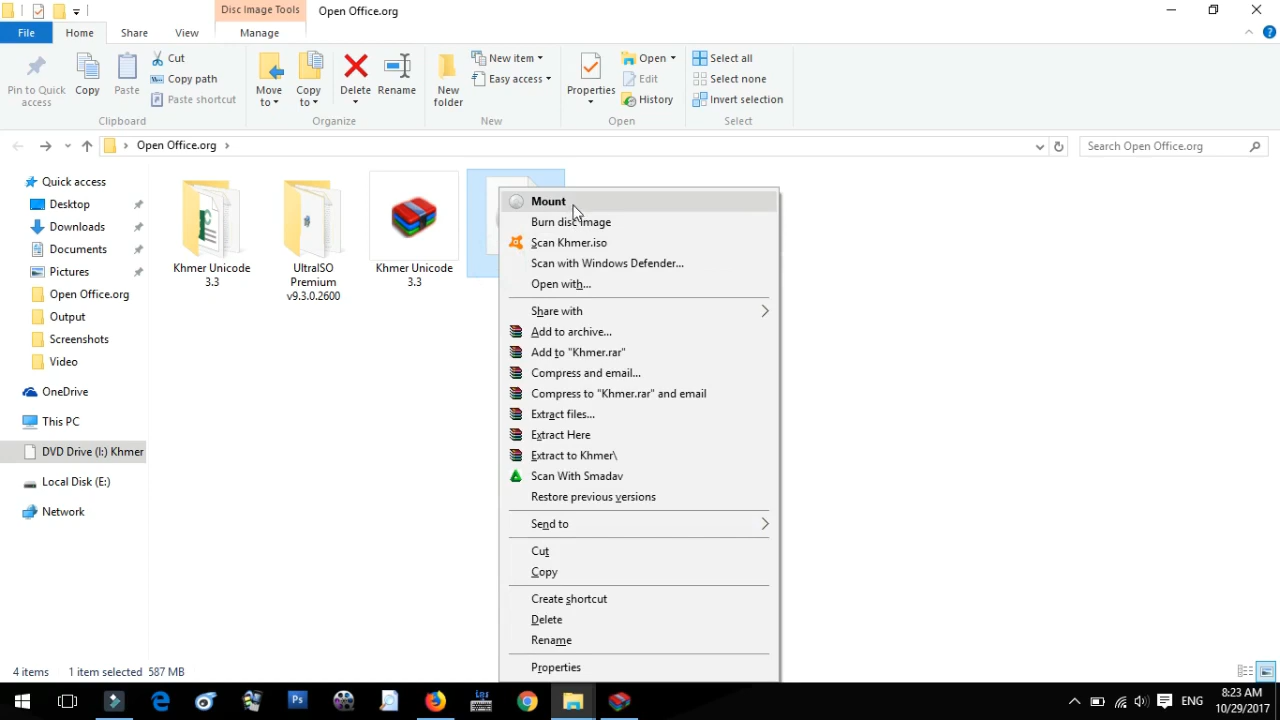 Disc Image Tools
Open Office.org
File
Home
Share
View
Manage
Pin to Quick access
Copy
Paste
Cut
Copy path
Paste shortcut
Clipboard
Move to
Copy to
Delete
Rename
Organize
New folder
New item
Easy access
New
Properties
Open
Edit
History
Open
Select all
Select none
Invert selection
Select
Open Office.org
Search Open Office.org
Quick access
Desktop
Downloads
Documents
Pictures
Open Office.org
Output
Screenshots
Video
OneDrive
This PC
DVD Drive (I:) Khmer
Local Disk (E:)
Network
Khmer Unicode
3.3
UltraISO
Premium
v9.3.0.2600
Khmer Unicode
3.3
Mount
Burn disc image
Scan Khmer.iso
Scan with Windows Defender...
Open with...
Share with
Add to archive...
Add to "Khmer.rar"
Compress and email...
Compress to "Khmer.rar" and email
Extract files...
Extract Here
Extract to Khmer\
Scan With Smadav
Restore previous versions
Send to
Cut
Copy
Create shortcut
Delete
Rename
Properties
4 items
1 item selected 587 MB
Ps
ENG
8:23 AM
10/29/2017